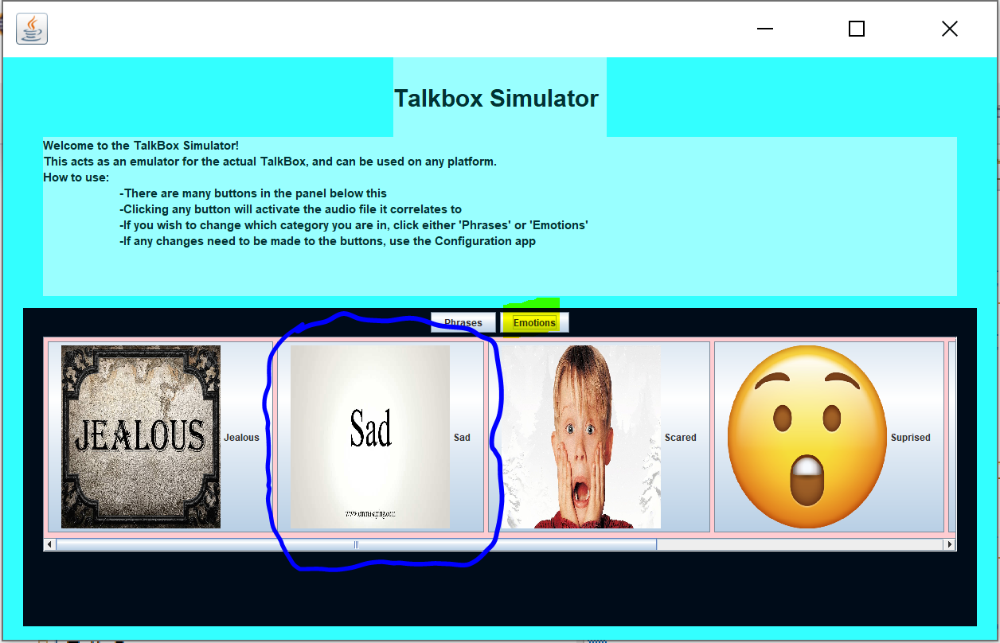 Talkbox Simulator
Welcome to the TalkBox Simulator!
This acts as an emulator for the actual TalkBox, and can be used on any platform.
How to use:
-There are many buttons in the panel below this
-Clicking any button will activate the audio file it correlates to
-If you wish to change which category you are in, click either 'Phrases' or 'Emotions'
-If any changes need to be made to the buttons, use the Configuration app
Phrases Emotions
JEALOUS Jealous
Sad Sad
Scared
Suprised